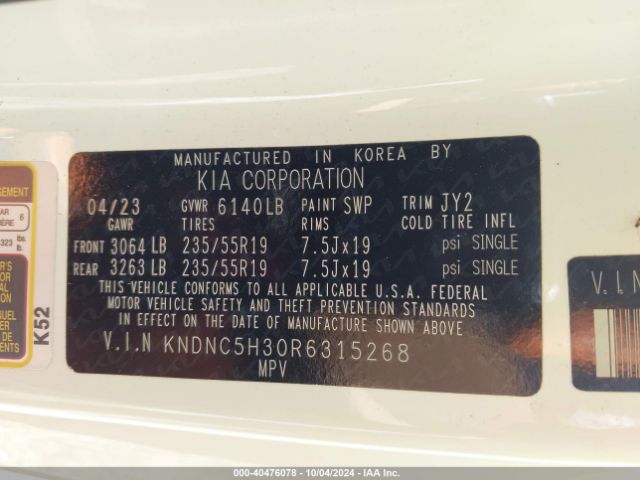 MANUFACTURED IN KOREA BY
KIA CORPORATION
04/23 GVWR 6140LB PAINT SWP TRIM JY2
GAWR TIRES RIMS COLD TIRE INFL
FRONT 3064 LB 235/55R19 7.5Jx19 psi SINGLE
REAR 3263 LB 235/55R19 7.5Jx19 psi SINGLE
THIS VEHICLE CONFORMS TO ALL APPLICABLE U.S.A. FEDERAL
MOTOR VEHICLE SAFETY AND THEFT PREVENTION STANDARDS
IN EFFECT ON THE DATE OF MANUFACTURE SHOWN ABOVE
V.I.N KNDNC5H30R6315268
MPV
K52
6
lbs.
V.I.N
000-40476078 - 10/04/2024 - IAA Inc.